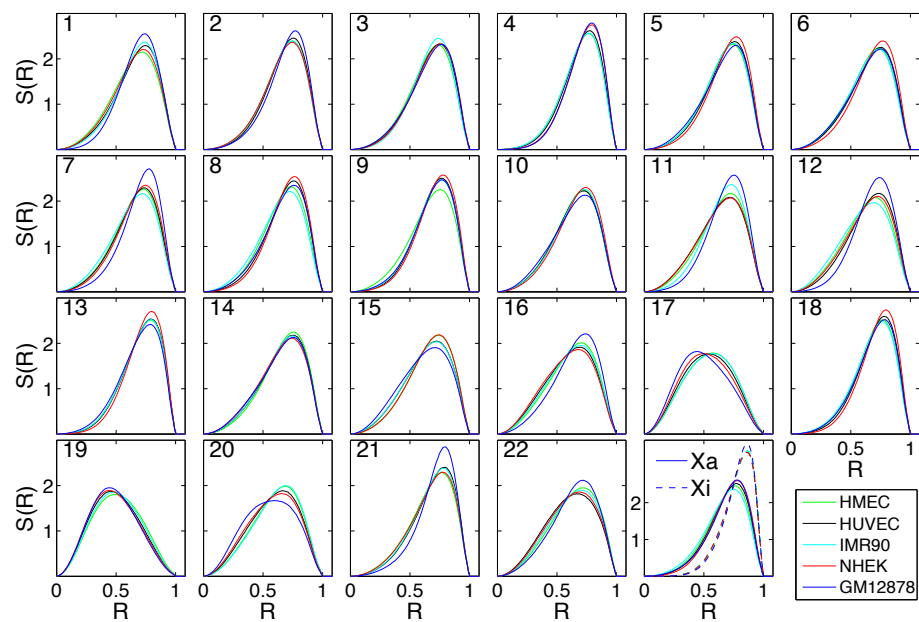 1 2 3 4 5 6
S(R) 2 1
7 8 9 10 11 12
S(R) 2 1
13 14 15 16 17 18
S(R) 2 1
0 0.5 1
R
19 20 21 22 Xa
Xi
S(R) 2 1 2 1
HMEC
HUVEC
IMR90
NHEK
GM12878
0 0.5 1 0 0.5 1 0 0.5 1 0 0.5 1 0 0.5 1
R R R R R